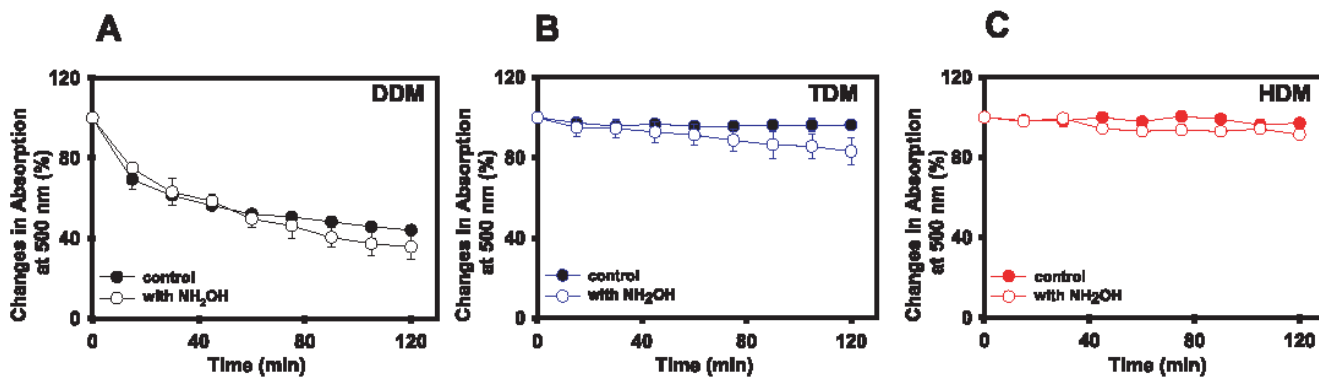 A
B
C
DDM
TDM
HDM
Changes in Absorption
at 500 nm (%)
120
80
40
0
control
with NH₂OH
0
40
80
120
Time (min)
Changes in Absorption
at 500 nm (%)
120
80
40
0
control
with NH₂OH
0
40
80
120
Time (min)
Changes in Absorption
at 500 nm (%)
120
80
40
0
control
with NH₂OH
0
40
80
120
Time (min)